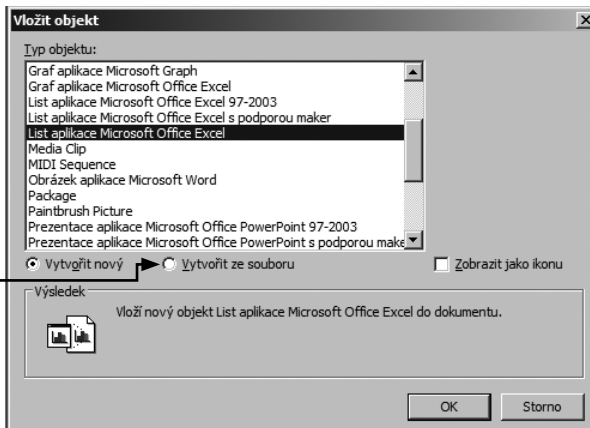 Vložit objekt
Typ objektu:
Graf aplikace Microsoft Graph
Graf aplikace Microsoft Office Excel
List aplikace Microsoft Office Excel 97-2003
List aplikace Microsoft Office Excel s podporou maker
List aplikace Microsoft Office Excel
Media Clip
MIDI Sequence
Obrázek aplikace Microsoft Word
Package
Paintbrush Picture
Prezentace aplikace Microsoft Office PowerPoint 97-2003
Prezentace aplikace Microsoft Office PowerPoint s podporou make
Vytvořit nový Vytvořit ze souboru Zobrazit jako ikonu
Výsledek
Vloží nový objekt List aplikace Microsoft Office Excel do dokumentu.
OK Storno